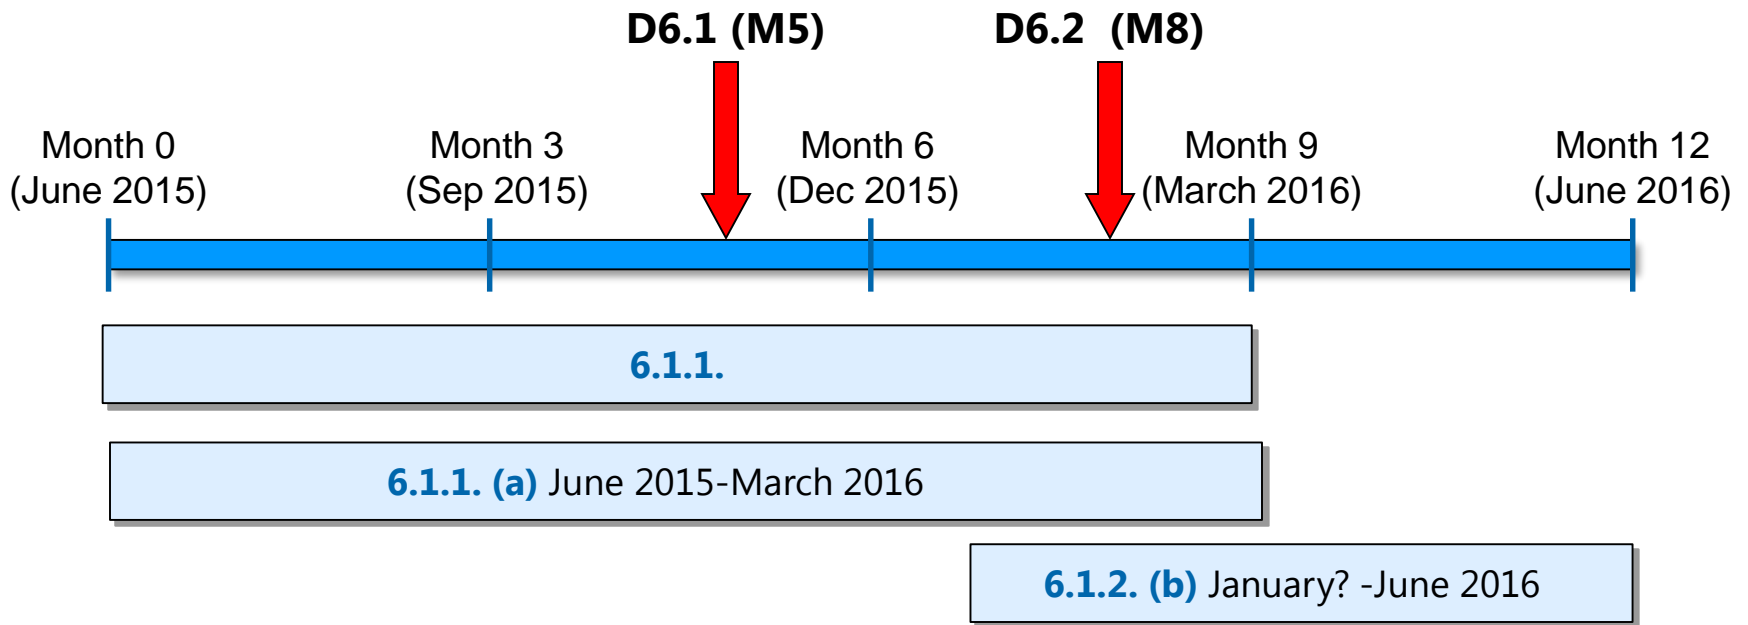 D6.1 (M5)
D6.2 (M8)
Month 0
(June 2015)
Month 3
(Sep 2015)
Month 6
(Dec 2015)
Month 9
(March 2016)
Month 12
(June 2016)
6.1.1.
6.1.1. (a) June 2015-March 2016
6.1.2. (b) January? -June 2016